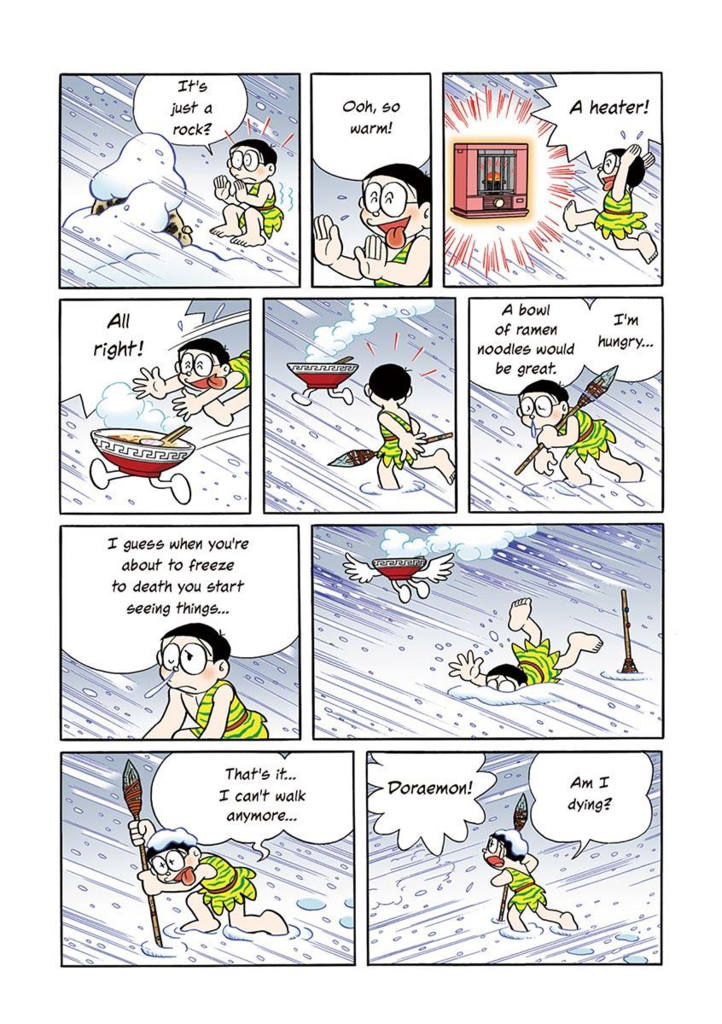 A heater!
Ooh, so
warm!
It's
just a
rock?
I'm
hungry...
A bowl
of ramen
noodles would
be great.
All
right!
I guess when you're
about to freeze
to death you start
seeing things...
Am I
dying?
Doraemon!
That's it...
I can't walk
anymore...